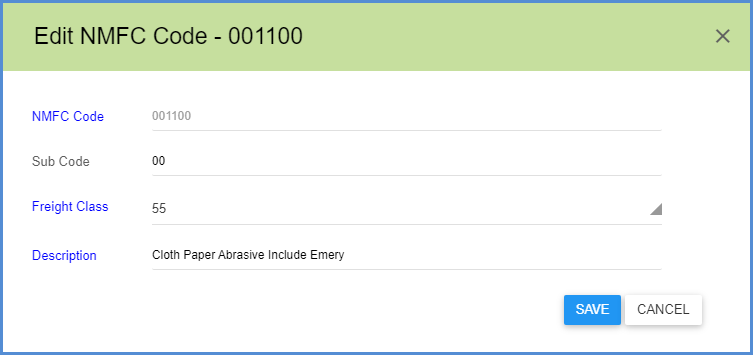 Edit NMFC Code - 001100
NMFC Code 001100
Sub Code 00
Freight Class 55
Description Cloth Paper Abrasive Include Emery
SAVE CANCEL